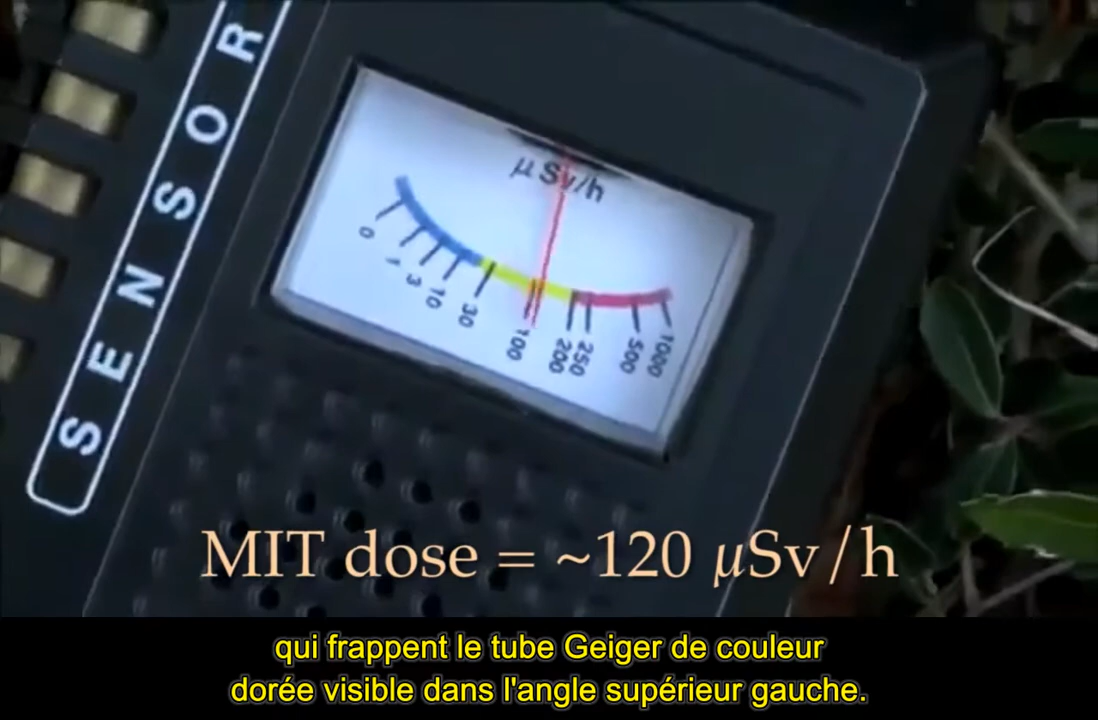 SENSOR
µSv/h
0 1 3 10 30 100 200 250 500 1000
MIT dose = ~120 µSv/h
qui frappent le tube Geiger de couleur
dorée visible dans l'angle supérieur gauche.